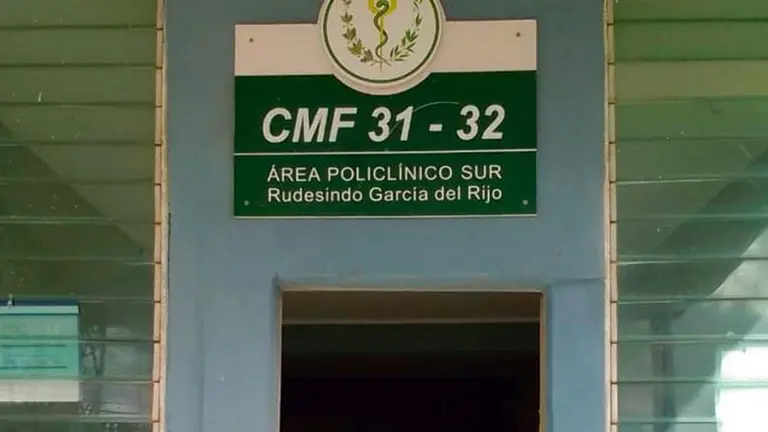 CMF 31 - 32
ÁREA POLICLÍNICO SUR
Rudesindo García del Rijo